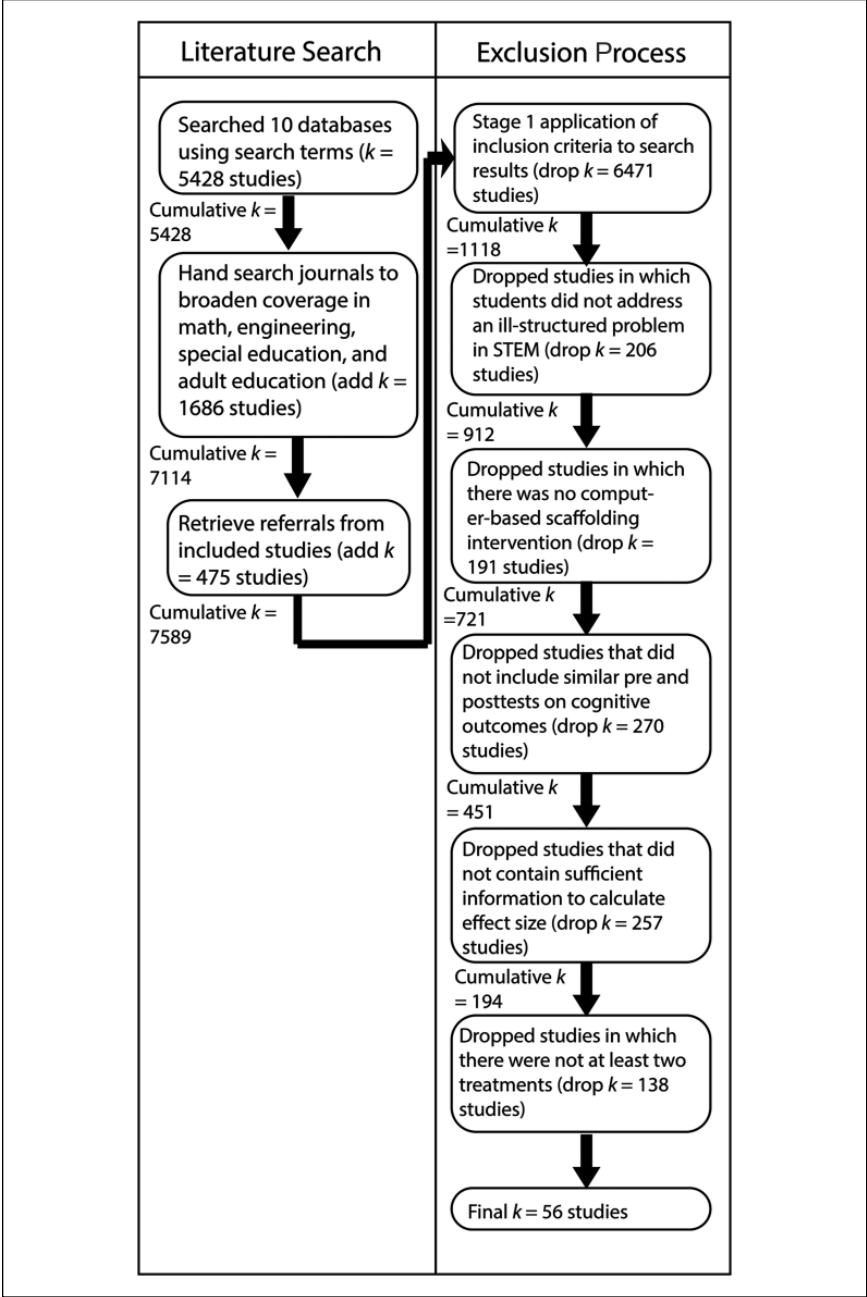 Literature Search
Searched 10 databases
using search terms (k =
5428 studies)
Cumulative k =
5428
Hand search journals to
broaden coverage in
math, engineering,
special education, and
adult education (add k =
1686 studies)
Cumulative k =
7114
Retrieve referrals from
included studies (add k
= 475 studies)
Cumulative k =
7589
Exclusion Process
Stage 1 application of
inclusion criteria to search
results (drop k = 6471
studies)
Cumulative k
=1118
Dropped studies in which
students did not address
an ill-structured problem
in STEM (drop k = 206
studies)
Cumulative k
= 912
Dropped studies in which
there was no comput-
er-based scaffolding
intervention (drop k =
191 studies)
Cumulative k
=721
Dropped studies that did
not include similar pre and
posttests on cognitive
outcomes (drop k = 270
studies)
Cumulative k
= 451
Dropped studies that did
not contain sufficient
information to calculate
effect size (drop k = 257
studies)
Cumulative k
= 194
Dropped studies in which
there were not at least two
treatments (drop k = 138
studies)
Final k = 56 studies